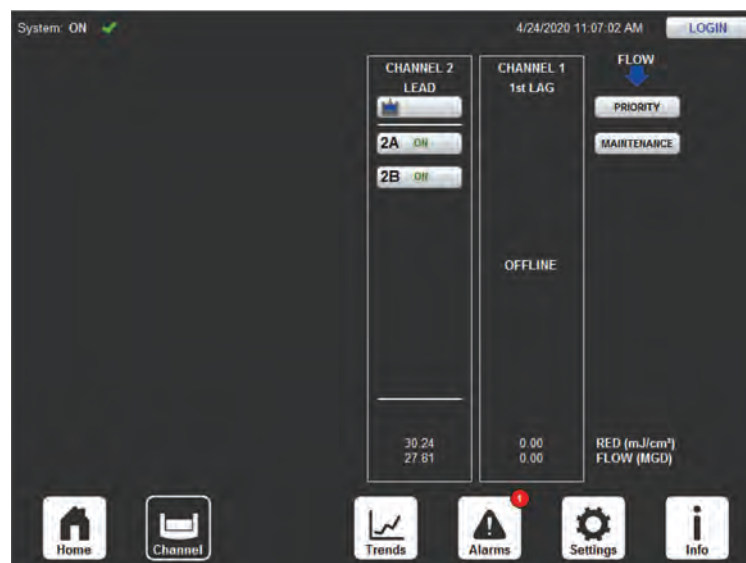 System: ON
4/24/2020 11:07:02 AM
LOGIN
CHANNEL 2
LEAD
CHANNEL 1
1st LAG
FLOW
PRIORITY
2A ON
MAINTENANCE
2B ON
OFFLINE
30.24 0.00 RED (mJ/cm²)
27.81 0.00 FLOW (MGD)
1
Home
Channel
Trends
Alarms
Settings
Info